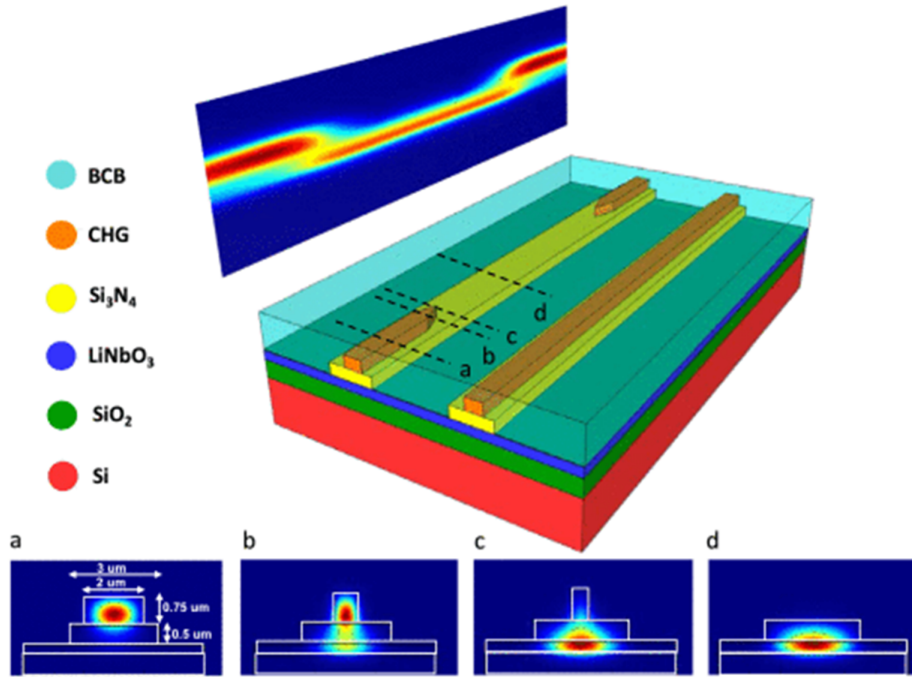 BCB
CHG
Si₃N₄
LiNbO₃
SiO₂
Si
a
b
c
d
a
b
c
d
3 um
2 um
0.75 um
0.5 um